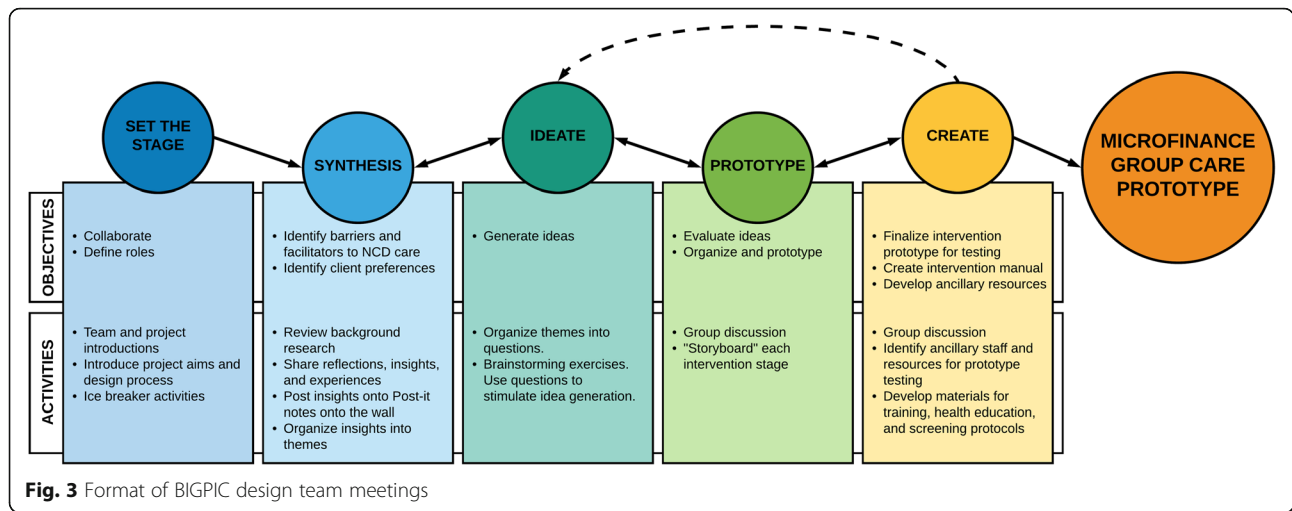 SET THE
STAGE
SYNTHESIS
IDEATE
PROTOTYPE
CREATE
MICROFINANCE
GROUP CARE
PROTOTYPE
OBJECTIVES
• Collaborate
• Define roles
• Identify barriers and
facilitators to NCD care
• Identify client preferences
• Generate ideas
• Evaluate ideas
• Organize and prototype
• Finalize intervention
prototype for testing
• Create intervention manual
• Develop ancillary resources
ACTIVITIES
• Team and project
introductions
• Introduce project aims and
design process
• Ice breaker activities
• Review background
research
• Share reflections, insights,
and experiences
• Post insights onto Post-it
notes onto the wall
• Organize insights into
themes
• Organize themes into
questions.
• Brainstorming exercises.
Use questions to
stimulate idea generation.
• Group discussion
• "Storyboard" each
intervention stage
• Group discussion
• Identify ancillary staff and
resources for prototype
testing
• Develop materials for
training, health education,
and screening protocols
Fig. 3 Format of BIGPIC design team meetings